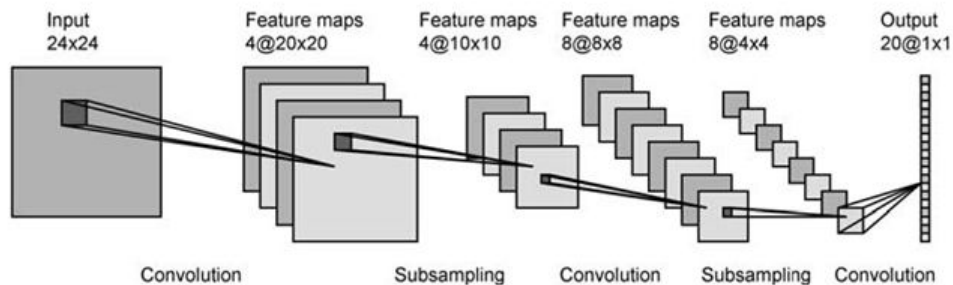 Input
24x24
Feature maps
4@20x20
Feature maps
4@10x10
Feature maps
8@8x8
Feature maps
8@4x4
Output
20@1x1
Convolution
Subsampling
Convolution
Subsampling
Convolution